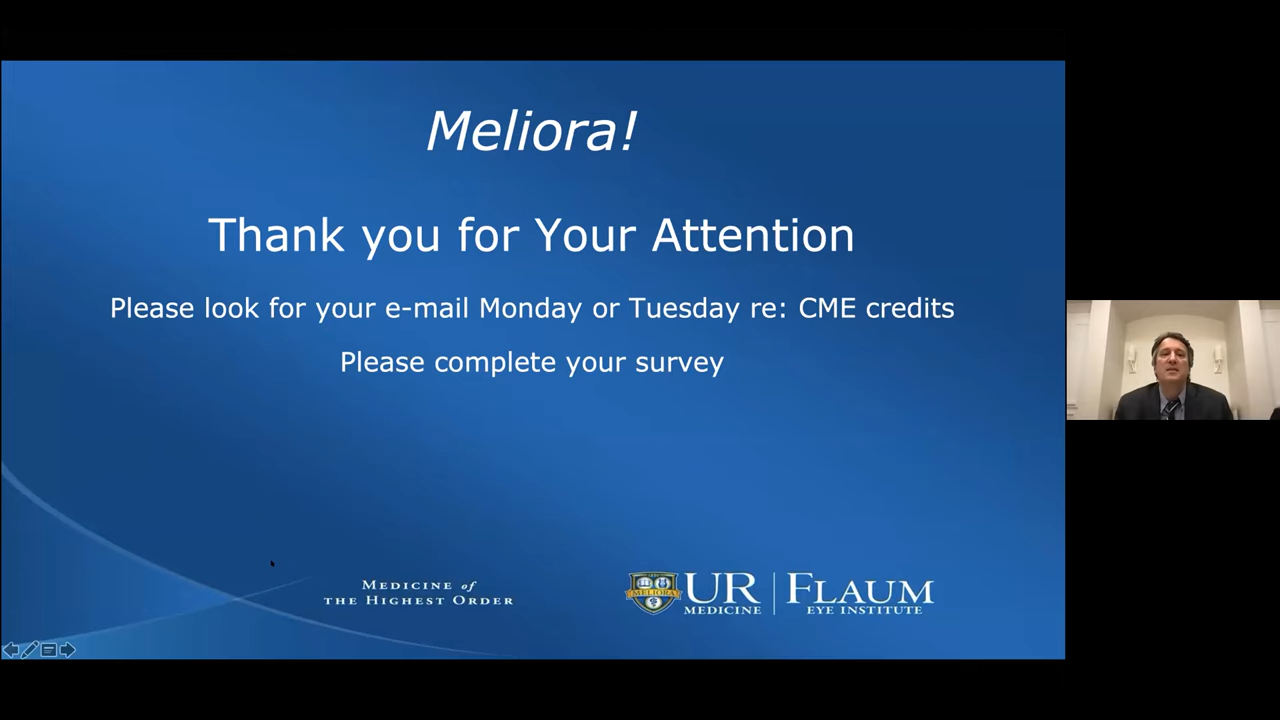 Meliora!
Thank you for Your Attention
Please look for your e-mail Monday or Tuesday re: CME credits
Please complete your survey
MEDICINE of
THE HIGHEST ORDER
MELIORA
UR
MEDICINE
FLAUM
EYE INSTITUTE